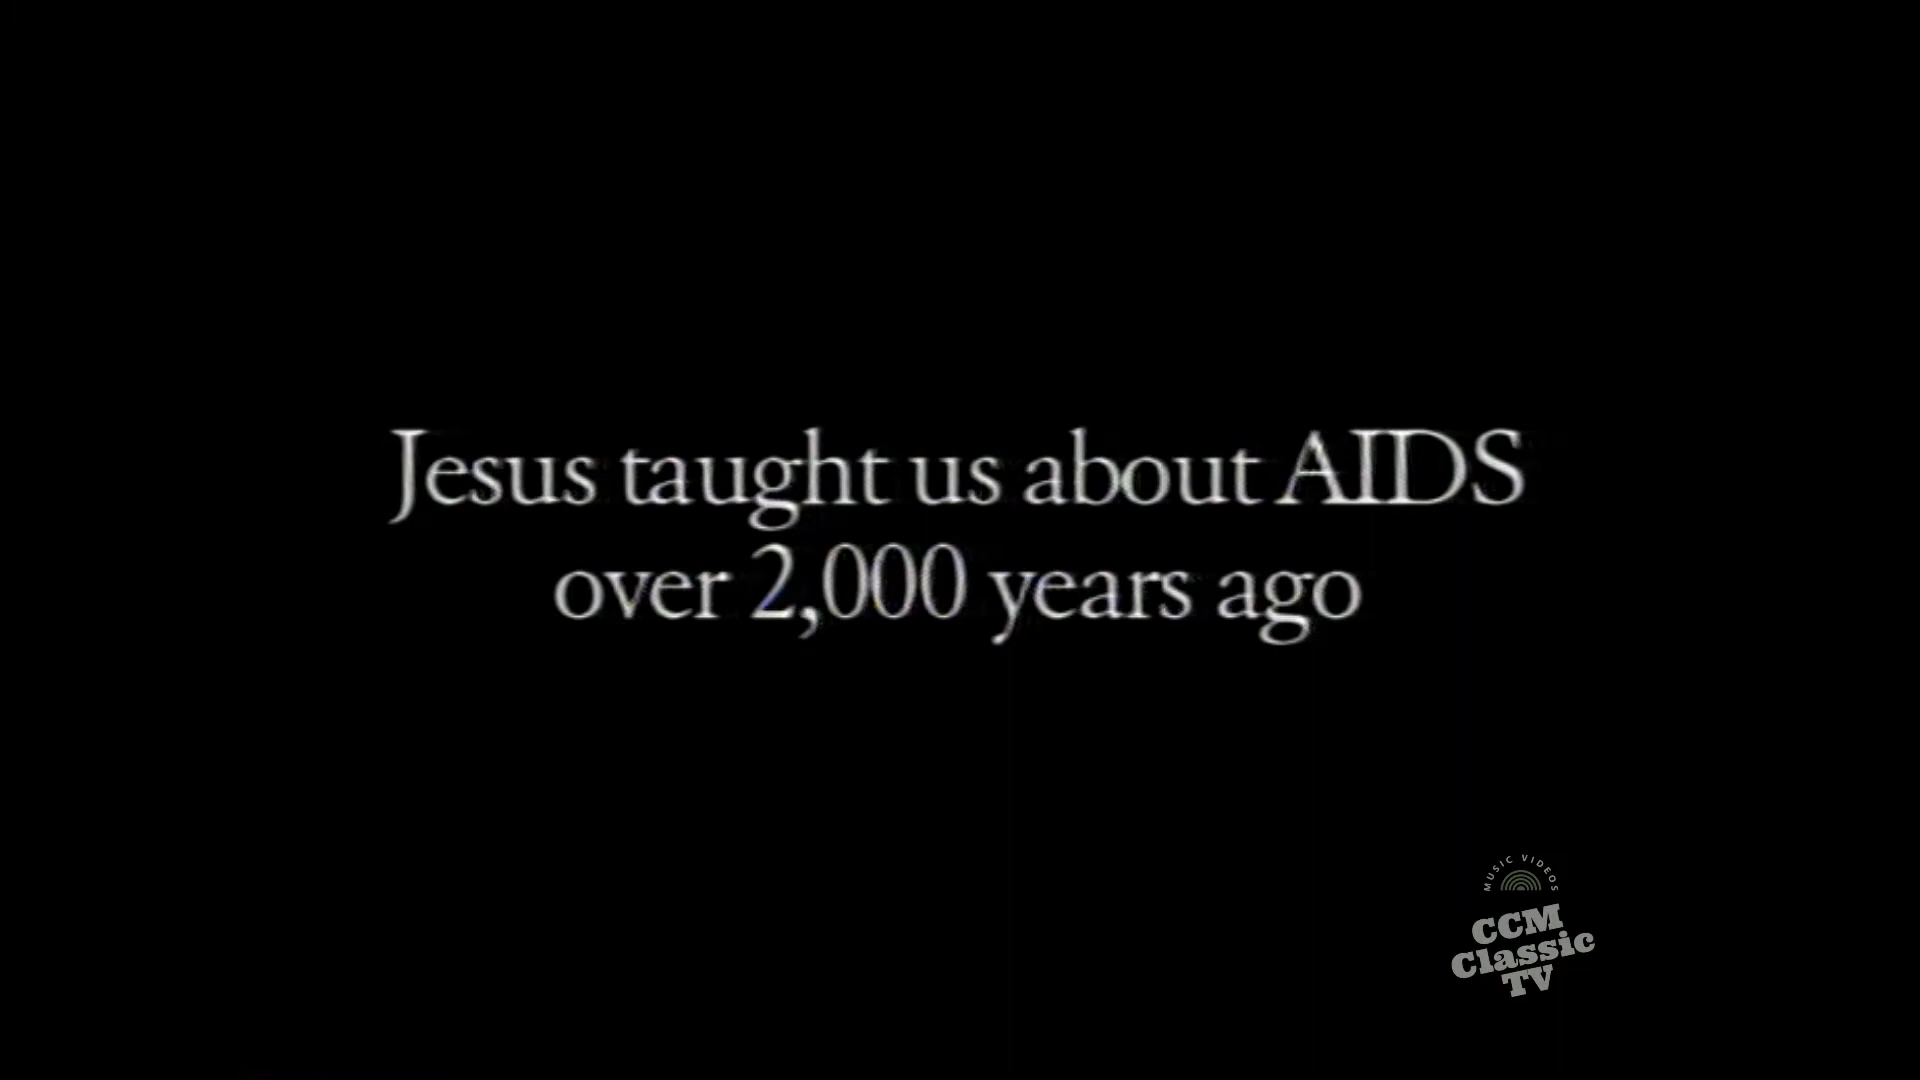 Jesus taught us about AIDS
over 2,000 years ago
MUSIC VIDEOS
CCM
Classic
TV